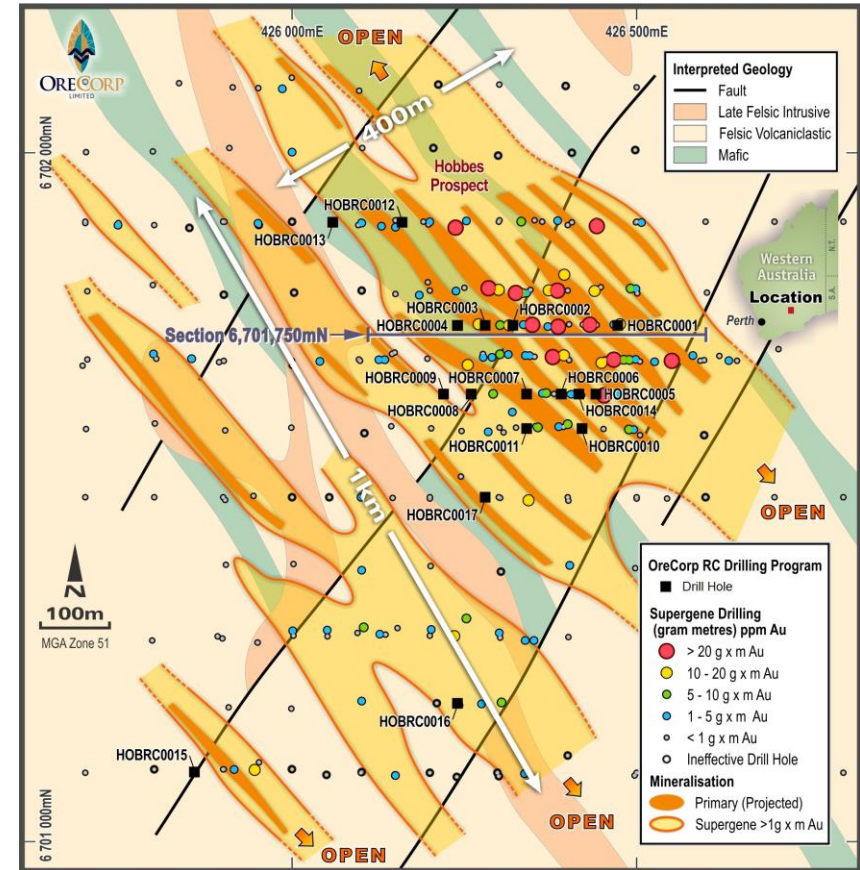 ORECORP
LIMITED
426 000mE
426 500mE
OPEN
400m
6 702 000mN
Hobbes
Prospect
Interpreted Geology
Fault
Late Felsic Intrusive
Felsic Volcaniclastic
Mafic
HOBRC0012
HOBRC0013
Western
Australia
Location
Perth
N.T.
S.A.
HOBRC0003
HOBRC0002
HOBRC0004
HOBRC0001
Section 6,701,750mN
HOBRC0009
HOBRC0007
HOBRC0006
HOBRC0005
HOBRC0008
HOBRC0014
HOBRC0011
HOBRC0010
HOBRC0017
1km
OPEN
N
100m
MGA Zone 51
HOBRC0016
HOBRC0015
6 701 000mN
OPEN
OPEN
OreCorp RC Drilling Program
Drill Hole
Supergene Drilling
(gram metres) ppm Au
> 20 g x m Au
10 - 20 g x m Au
5 - 10 g x m Au
1 - 5 g x m Au
< 1 g x m Au
Ineffective Drill Hole
Mineralisation
Primary (Projected)
Supergene >1g x m Au